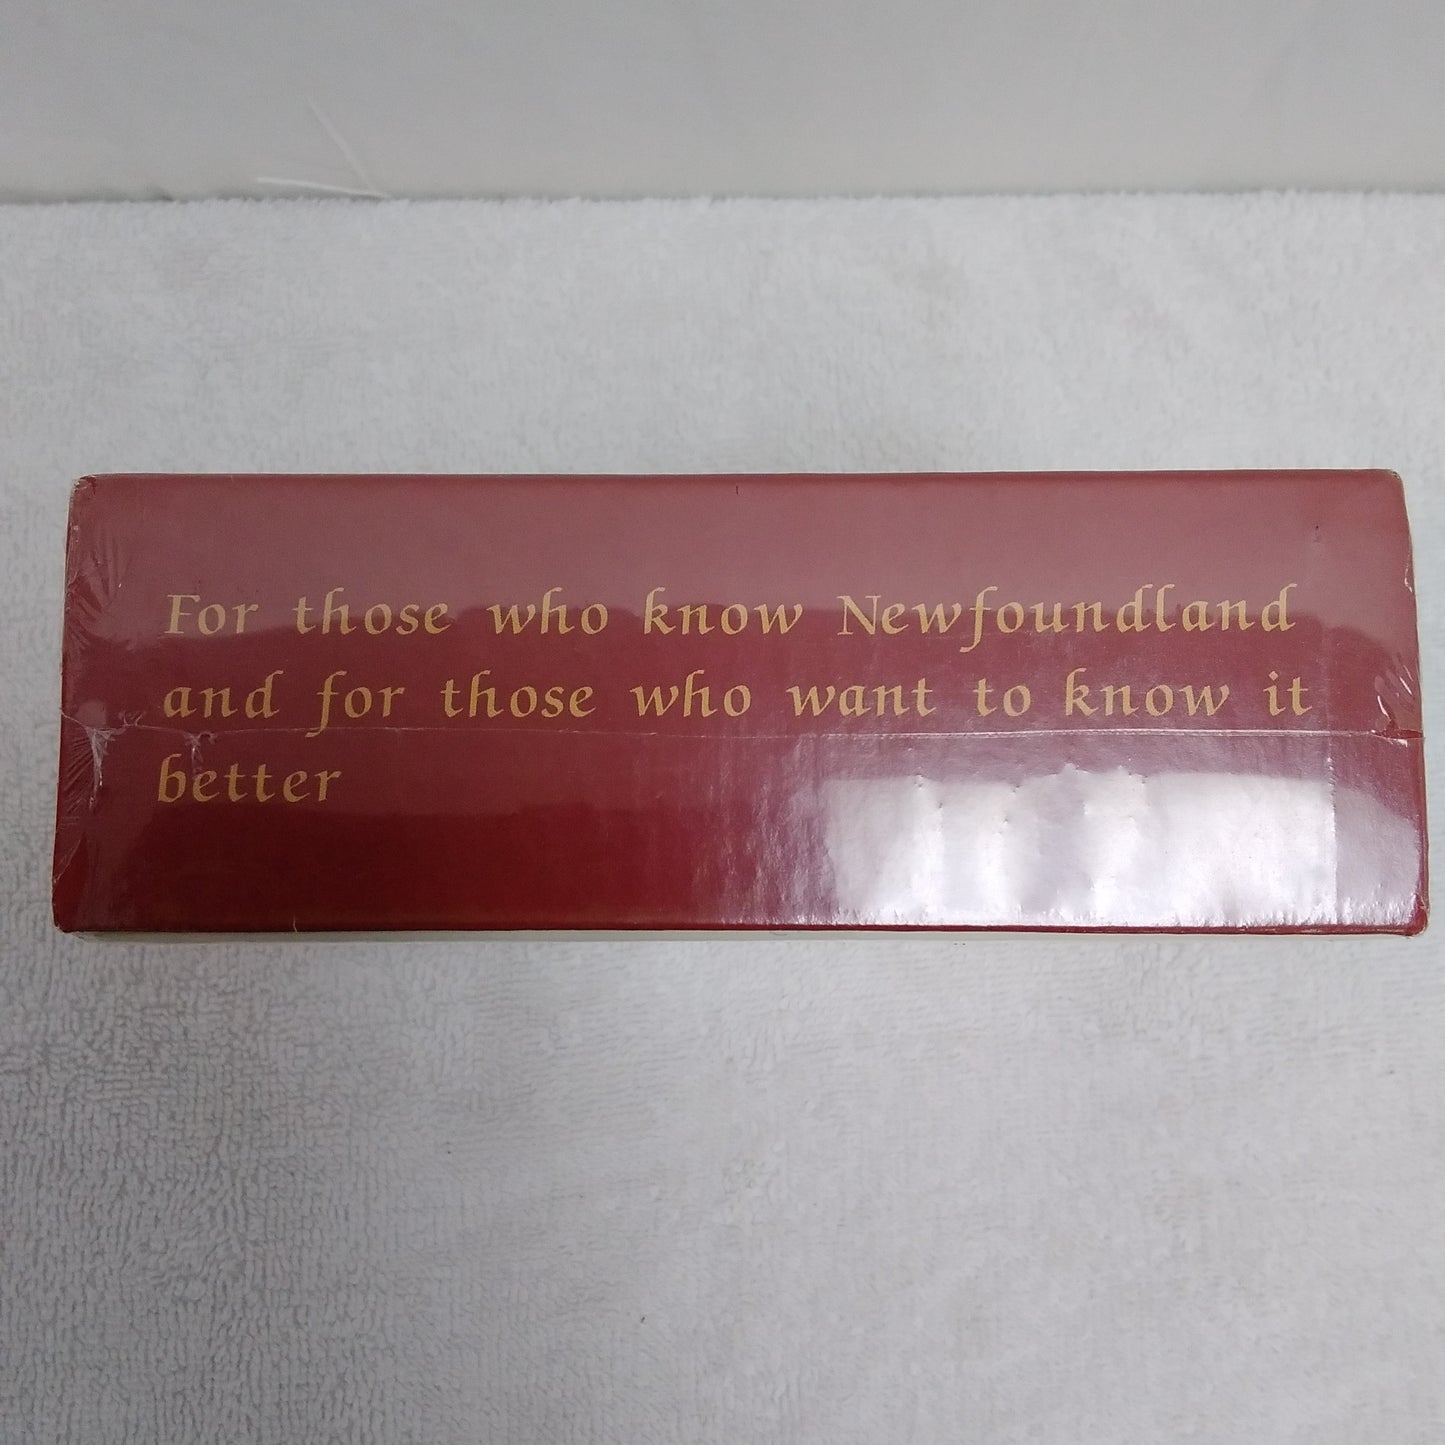 For those who know Newfoundland
and for those who want to know it
better